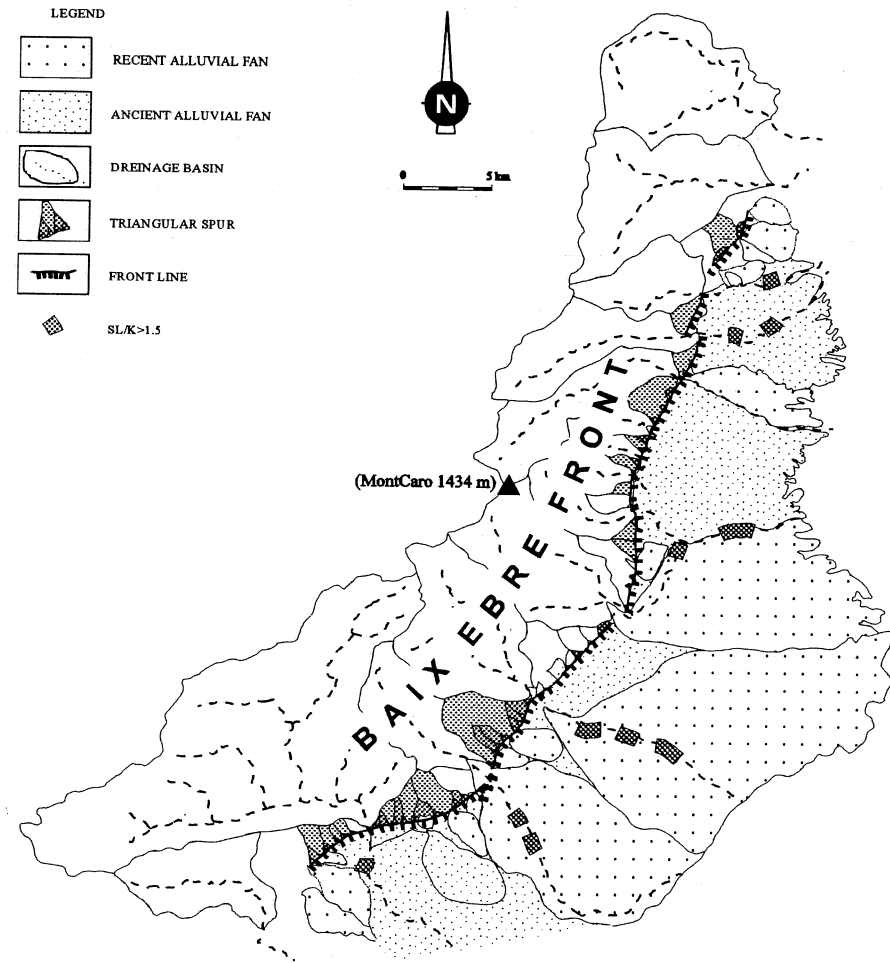 LEGEND
RECENT ALLUVIAL FAN
ANCIENT ALLUVIAL FAN
DREINAGE BASIN
TRIANGULAR SPUR
FRONT LINE
SL/K>1.5
N
0 5 km
(MontCaro 1434 m)
BAIX EBRE FRONT